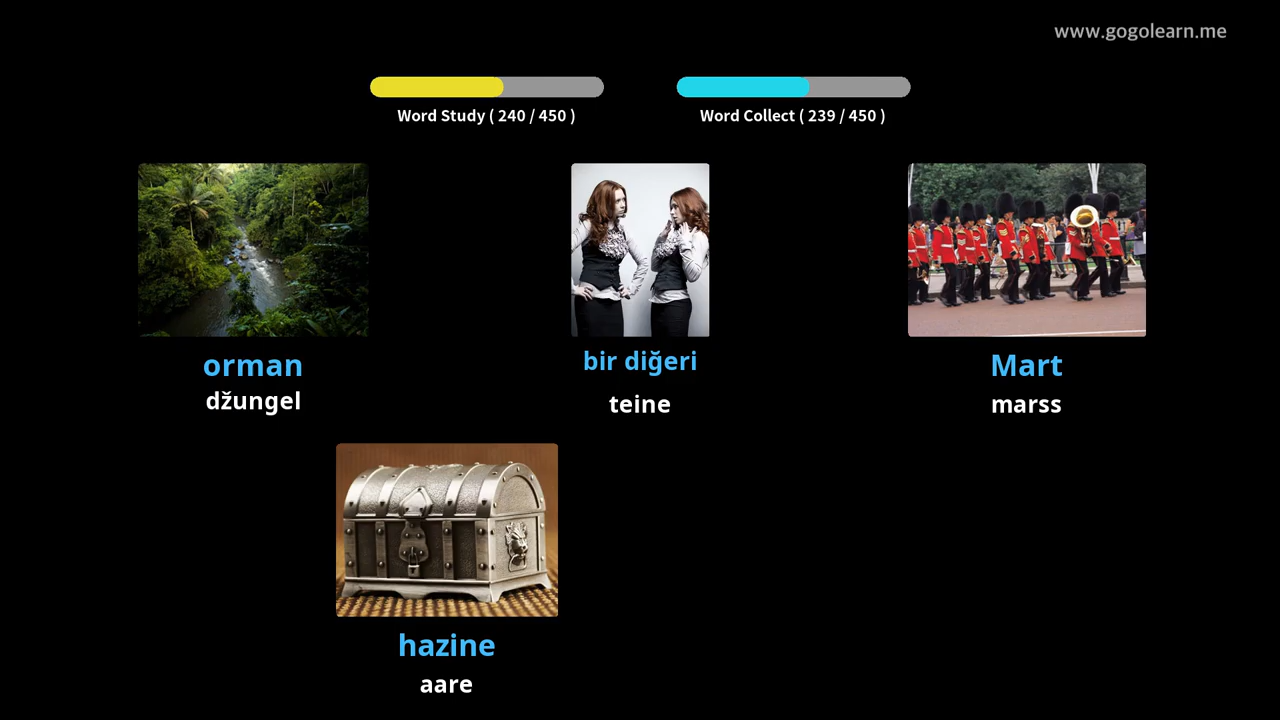 www.gogolearn.me
Word Study ( 240 / 450 )
Word Collect ( 239 / 450 )
orman
džungel
bir diğeri
teine
Mart
marss
hazine
aare